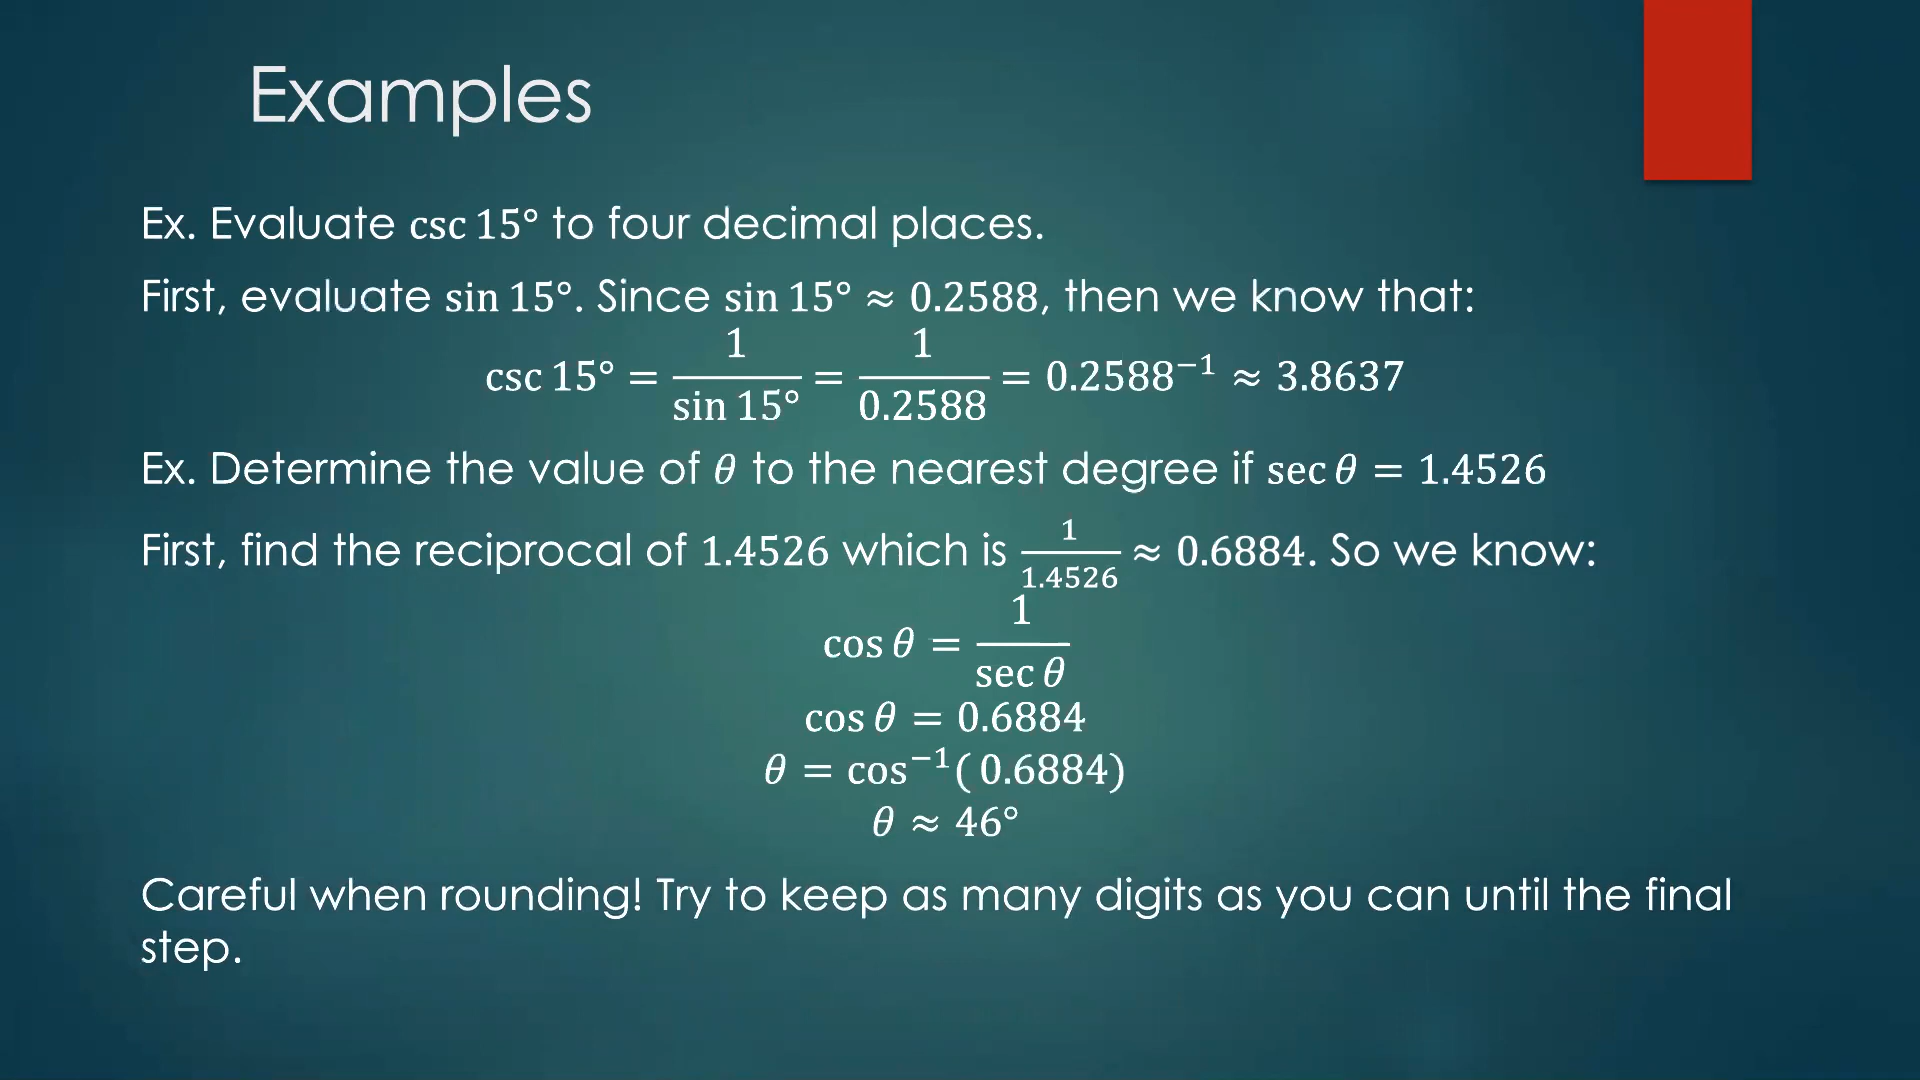 Examples
Ex. Evaluate csc 15° to four decimal places.
First, evaluate sin 15°. Since sin 15° ≈ 0.2588, then we know that:
csc 15° = 1/(sin 15°) = 1/0.2588 = 0.2588⁻¹ ≈ 3.8637
Ex. Determine the value of θ to the nearest degree if sec θ = 1.4526
First, find the reciprocal of 1.4526 which is 1/1.4526 ≈ 0.6884. So we know:
cos θ = 1/(sec θ)
cos θ = 0.6884
θ = cos⁻¹( 0.6884)
θ ≈ 46°
Careful when rounding! Try to keep as many digits as you can until the final
step.